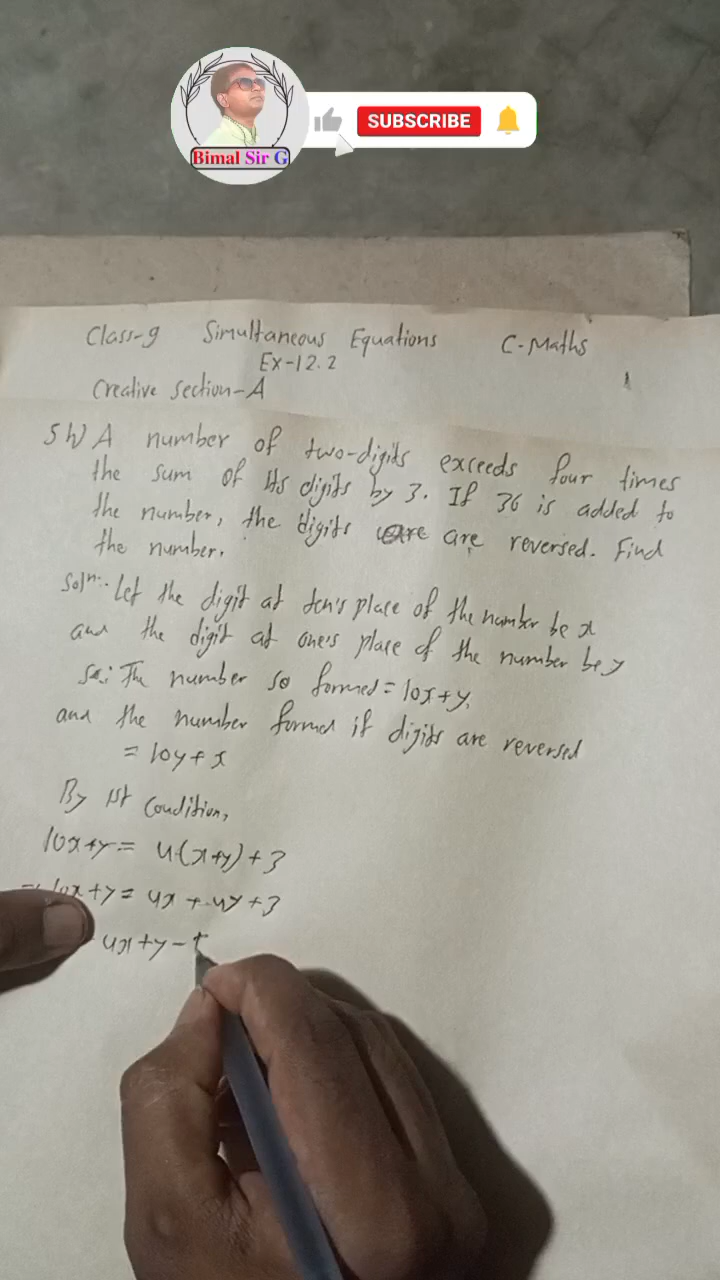 Bimal Sir G
SUBSCRIBE
Class-9 Simultaneous Equations C-Maths
Ex-12.2
Creative Section-A
5 h) A number of two-digits exceeds four times
the sum of its digits by 3. If 36 is added to
the number, the digits are reversed. Find
the number.
Soln:. Let the digit at ten's place of the number be x
and the digit at one's place of the number be y
The number so formed = 10x+y,
and the number formed if digits are reversed
= 10y + x
By 1st Condition,
10x+y = 4(x+y)+3
10x+y = 4x + 4y+3
- 4x+y -